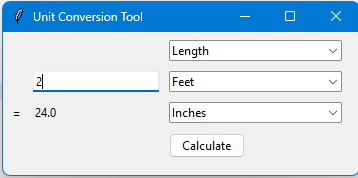 Unit Conversion Tool
Length
2 Feet
= 24.0 Inches
Calculate